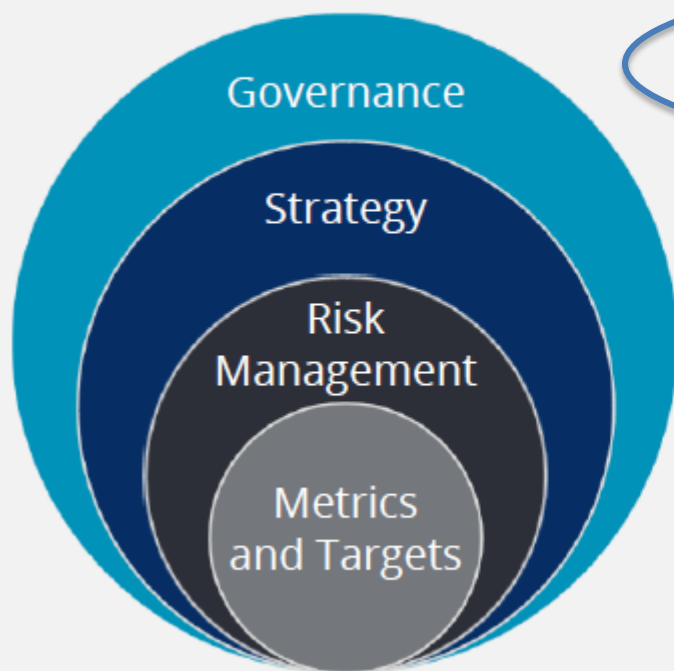 Governance
Strategy
Risk
Management
Metrics
and Targets